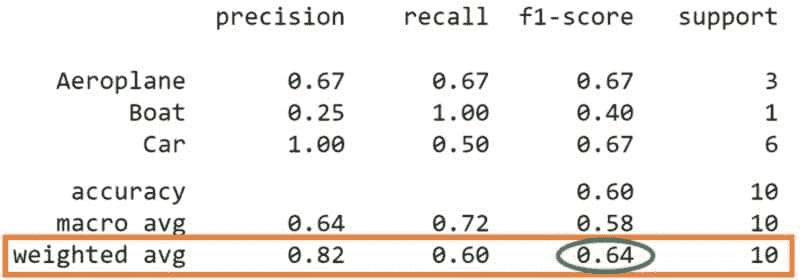 precision recall f1-score support
Aeroplane 0.67 0.67 0.67 3
Boat 0.25 1.00 0.40 1
Car 1.00 0.50 0.67 6
accuracy 0.60 10
macro avg 0.64 0.72 0.58 10
weighted avg 0.82 0.60 0.64 10